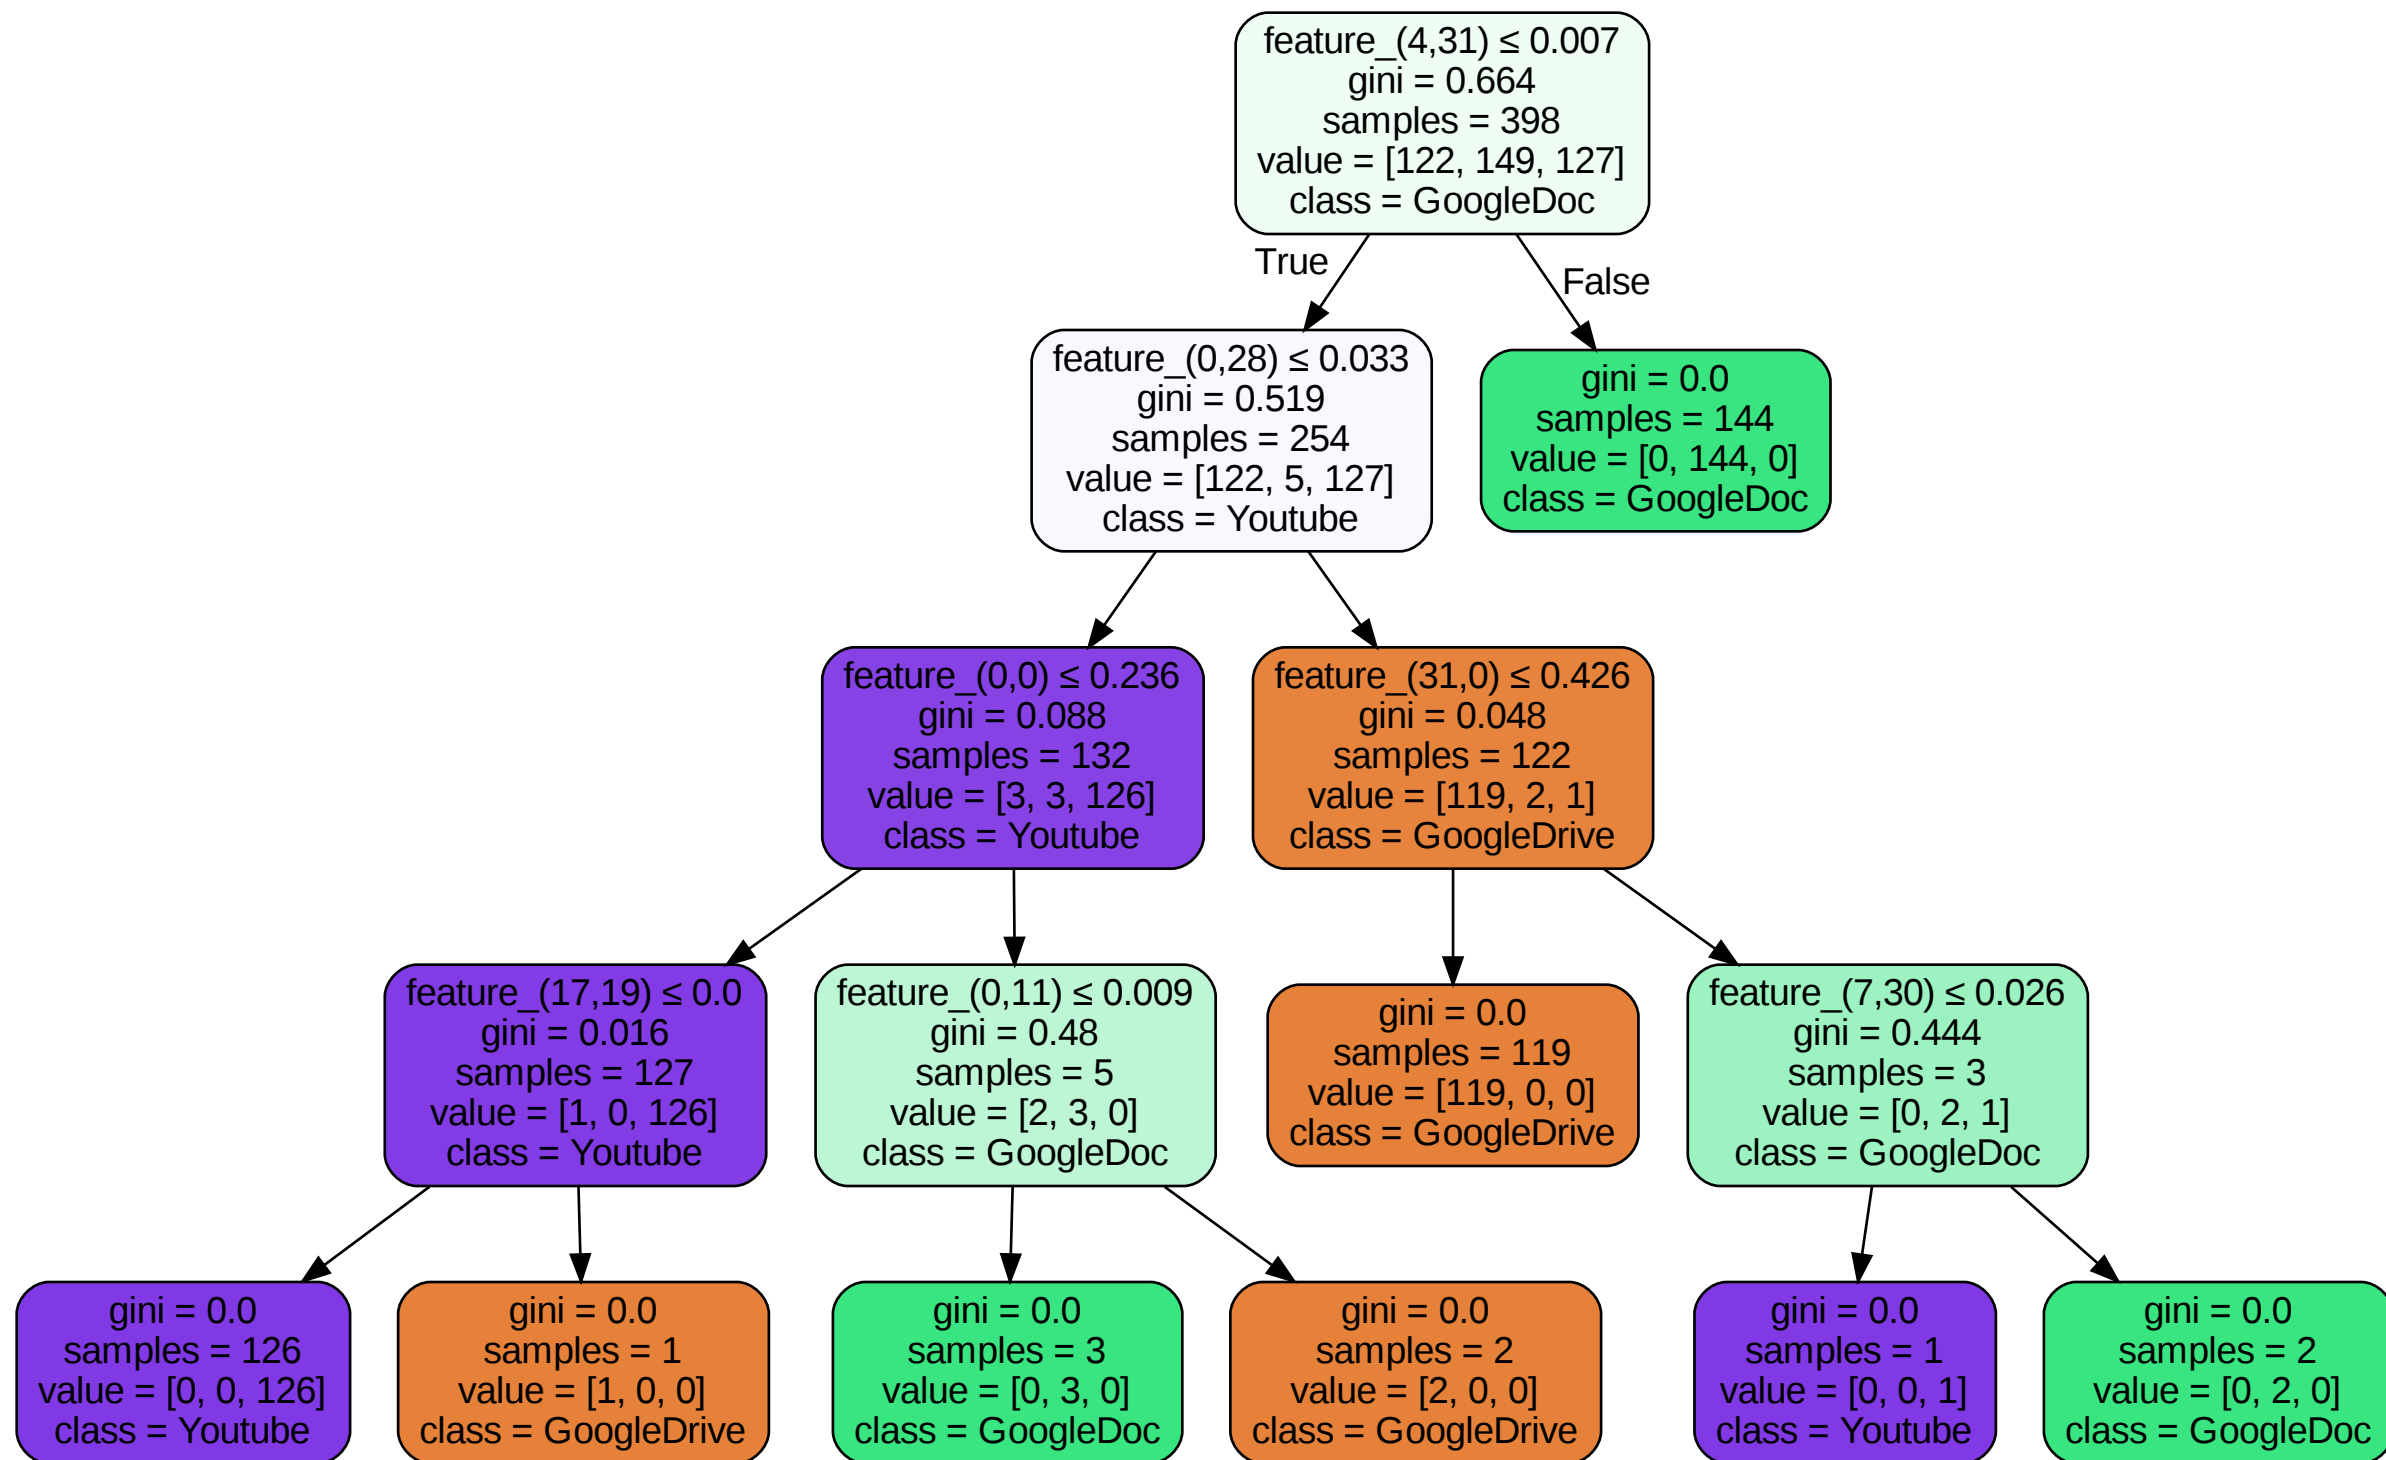 feature_(4,31) ≤ 0.007
gini = 0.664
samples = 398
value = [122, 149, 127]
class = GoogleDoc
True
False
feature_(0,28) ≤ 0.033
gini = 0.519
samples = 254
value = [122, 5, 127]
class = Youtube
gini = 0.0
samples = 144
value = [0, 144, 0]
class = GoogleDoc
feature_(0,0) ≤ 0.236
gini = 0.088
samples = 132
value = [3, 3, 126]
class = Youtube
feature_(31,0) ≤ 0.426
gini = 0.048
samples = 122
value = [119, 2, 1]
class = GoogleDrive
feature_(17,19) ≤ 0.0
gini = 0.016
samples = 127
value = [1, 0, 126]
class = Youtube
feature_(0,11) ≤ 0.009
gini = 0.48
samples = 5
value = [2, 3, 0]
class = GoogleDoc
gini = 0.0
samples = 119
value = [119, 0, 0]
class = GoogleDrive
feature_(7,30) ≤ 0.026
gini = 0.444
samples = 3
value = [0, 2, 1]
class = GoogleDoc
gini = 0.0
samples = 126
value = [0, 0, 126]
class = Youtube
gini = 0.0
samples = 1
value = [1, 0, 0]
class = GoogleDrive
gini = 0.0
samples = 3
value = [0, 3, 0]
class = GoogleDoc
gini = 0.0
samples = 2
value = [2, 0, 0]
class = GoogleDrive
gini = 0.0
samples = 1
value = [0, 0, 1]
class = Youtube
gini = 0.0
samples = 2
value = [0, 2, 0]
class = GoogleDoc